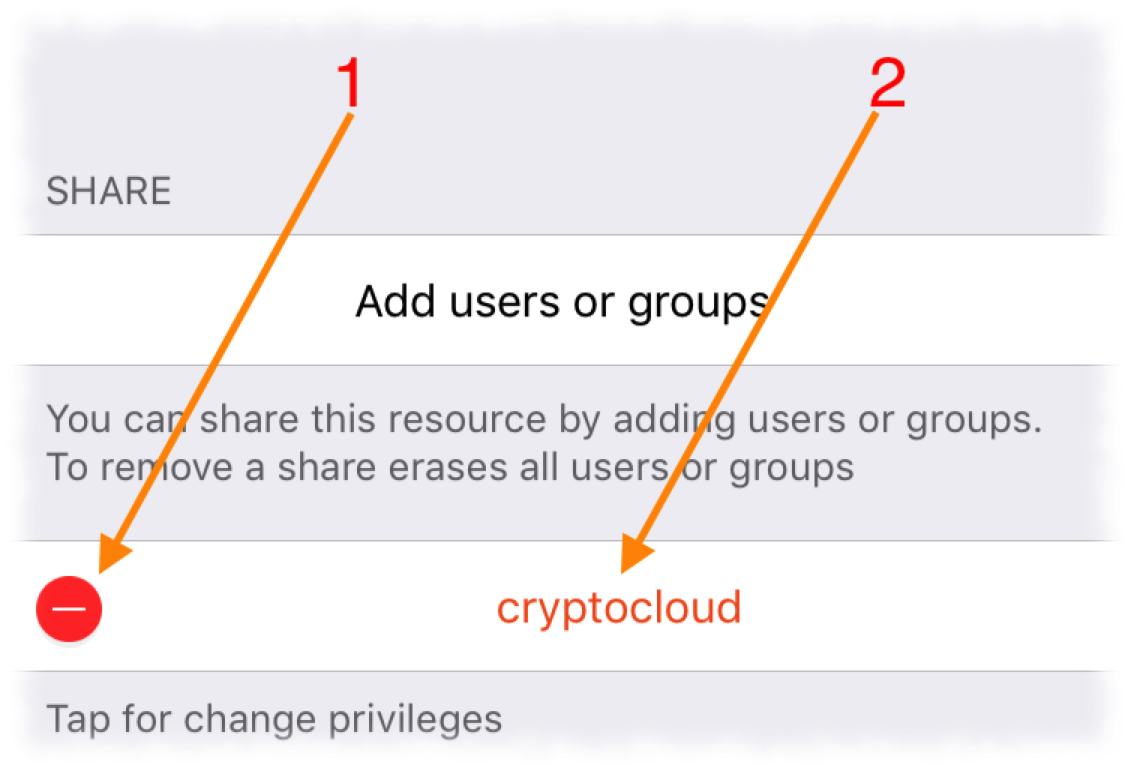 1
2
SHARE
Add users or groups
You can share this resource by adding users or groups.
To remove a share erases all users or groups
cryptocloud
Tap for change privileges